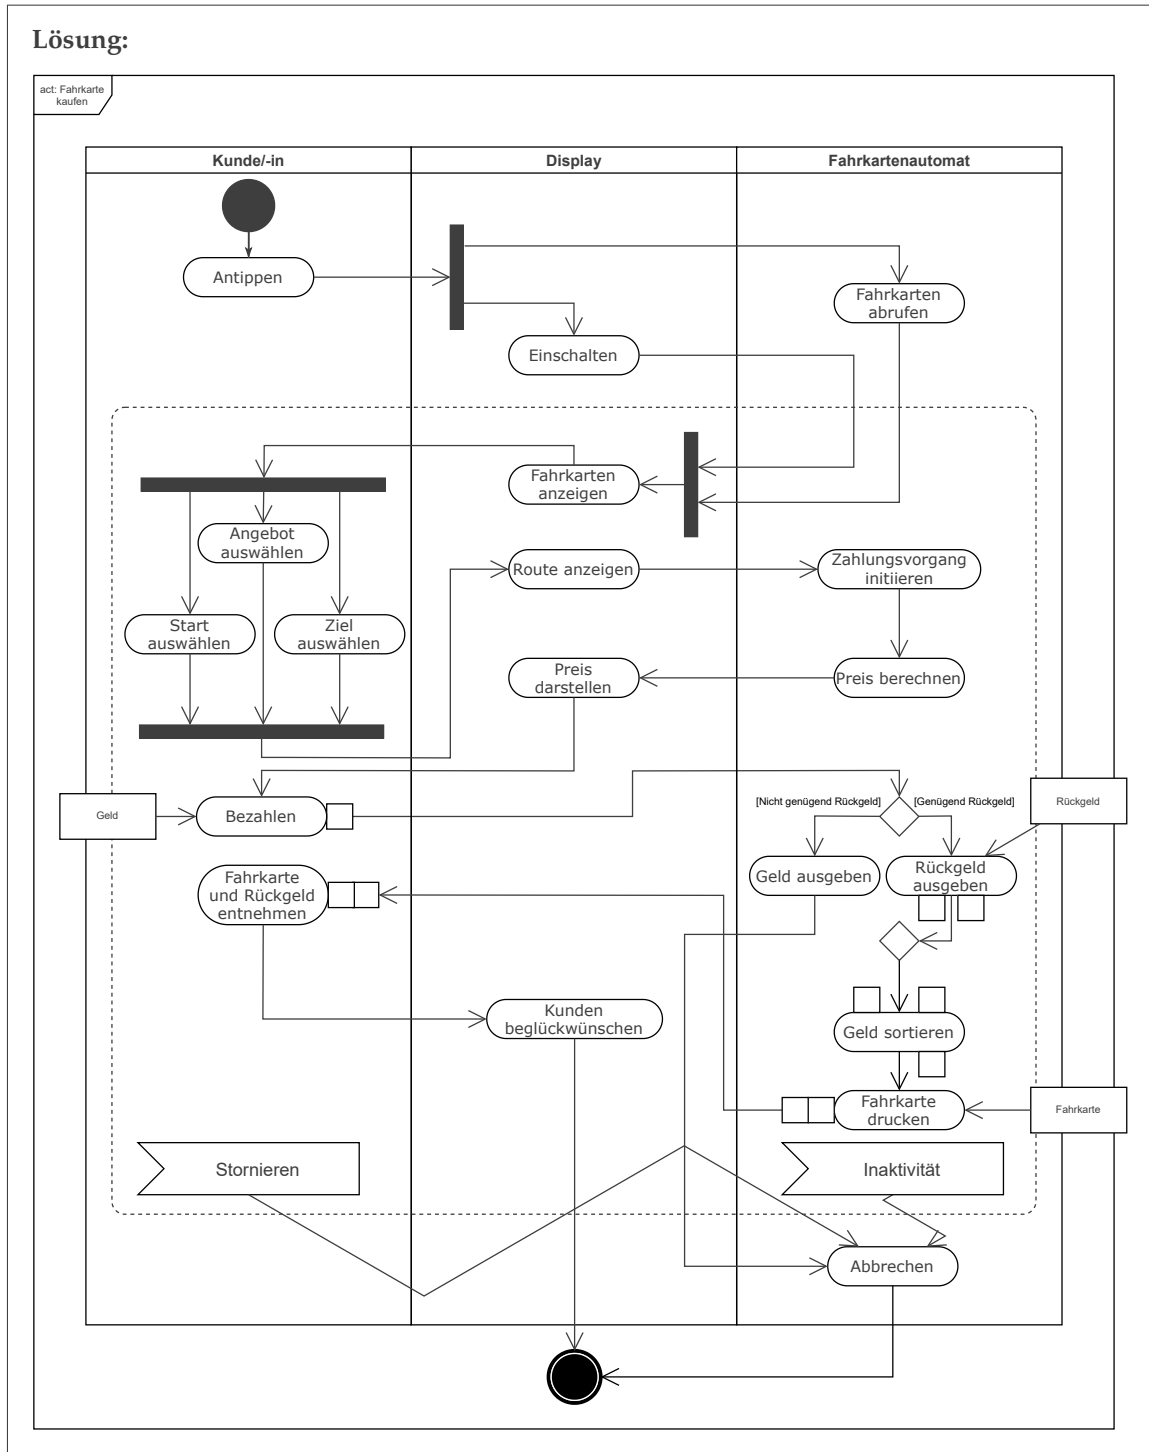 Lösung:
act: Fahrkarte
kaufen
Kunde/-in
Display
Fahrkartenautomat
Antippen
Fahrkarten
abrufen
Einschalten
Fahrkarten
anzeigen
Angebot
auswählen
Route anzeigen
Zahlungsvorgang
initiieren
Start
auswählen
Ziel
auswählen
Preis
darstellen
Preis berechnen
Geld
Bezahlen
[Nicht genügend Rückgeld]
[Genügend Rückgeld]
Rückgeld
Fahrkarte
und Rückgeld
entnehmen
Geld ausgeben
Rückgeld
ausgeben
Kunden
beglückwünschen
Geld sortieren
Fahrkarte
drucken
Fahrkarte
Stornieren
Inaktivität
Abbrechen